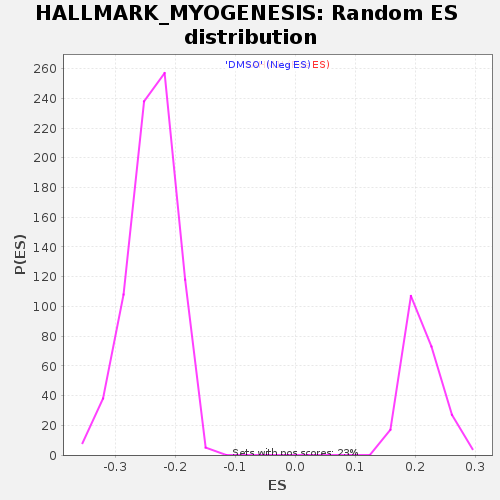 HALLMARK_MYOGENESIS: Random ES
distribution
'DMSO' (Neg ES) ES)
260
240
220
200
180
160
140
120
100
80
60
40
20
0
P(ES)
Sets with pos scores: 23%
-0.3 -0.2 -0.1 0.0 0.1 0.2 0.3
ES